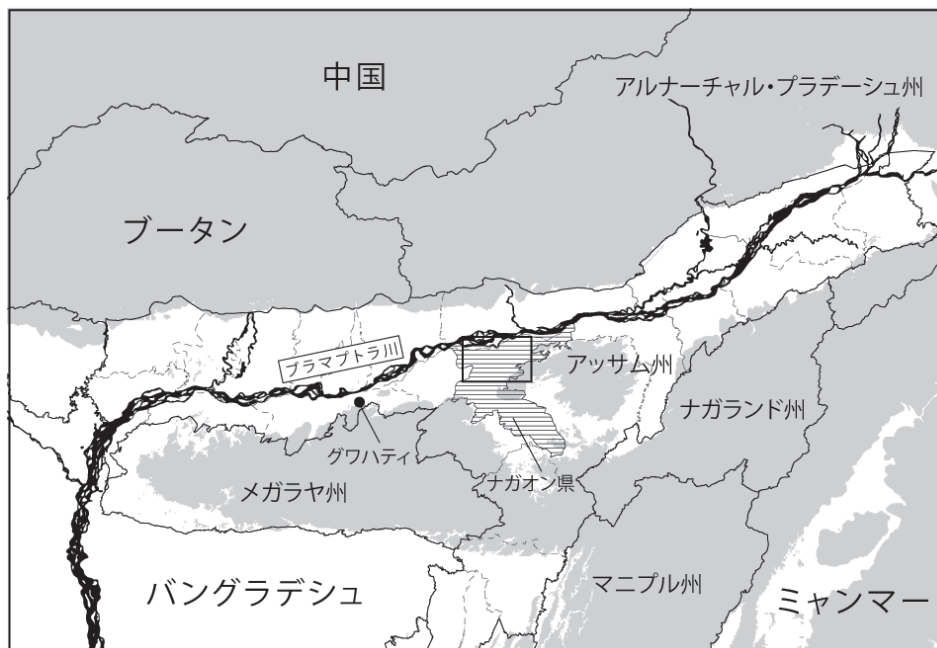 中国
アルナーチャル・プラデーシュ州
ブータン
ブラマプトラ川
アッサム州
ナガランド州
グワハティ
メガラヤ州
ナガオン県
バングラデシュ
マニプル州
ミャンマー